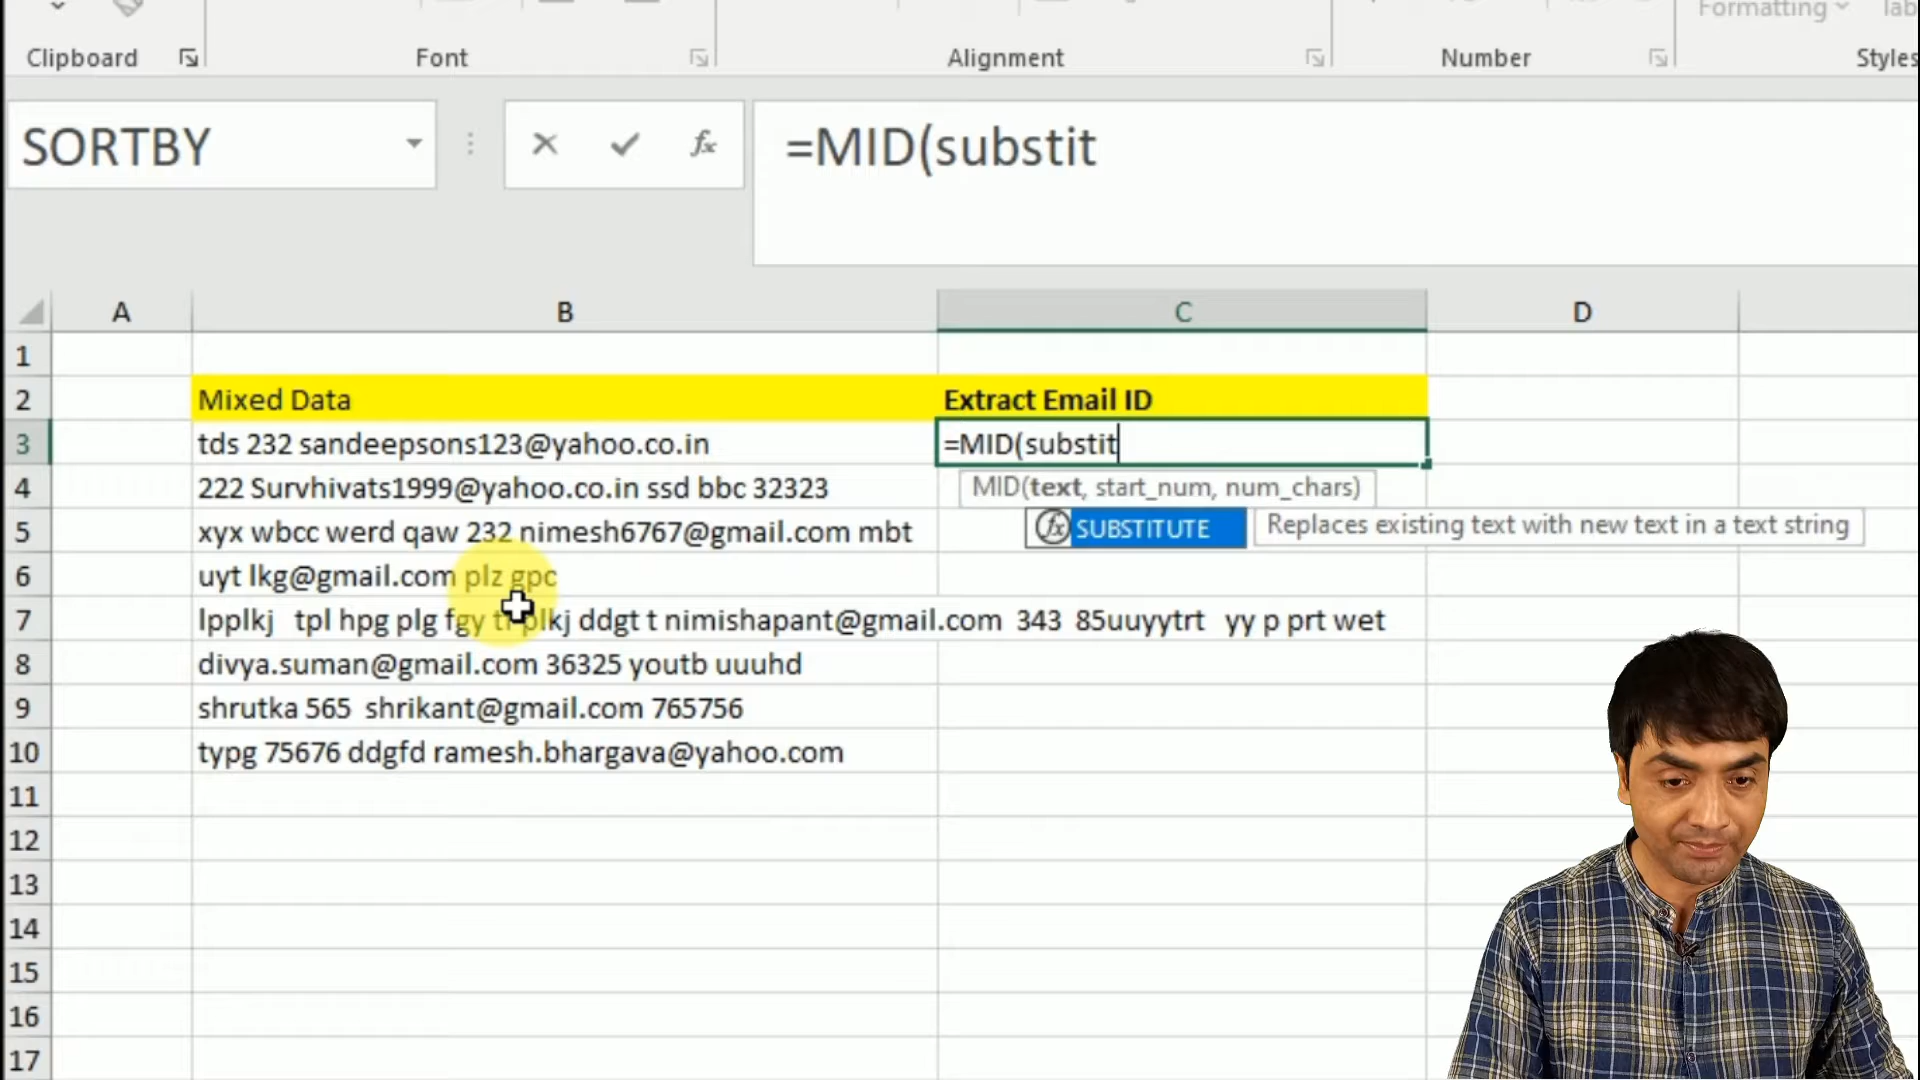 Formatting
Tab
Clipboard
Font
Alignment
Number
Styles
SORTBY
fx
=MID(substit
A
B
C
D
1
2
Mixed Data
Extract Email ID
3
tds 232 sandeepsons123@yahoo.co.in
=MID(substit
4
222 Survhivats1999@yahoo.co.in ssd bbc 32323
MID(text, start_num, num_chars)
5
xyx wbcc werd qaw 232 nimesh6767@gmail.com mbt
fx SUBSTITUTE
Replaces existing text with new text in a text string
6
uyt lkg@gmail.com plz gpc
7
lpplkj tpl hpg plg fgy plkj ddgt t nimishapant@gmail.com 343 85uuyytrt yy p prt wet
8
divya.suman@gmail.com 36325 youtb uuuhd
9
shrutka 565 shrikant@gmail.com 765756
10
typg 75676 ddgfd ramesh.bhargava@yahoo.com
11
12
13
14
15
16
17